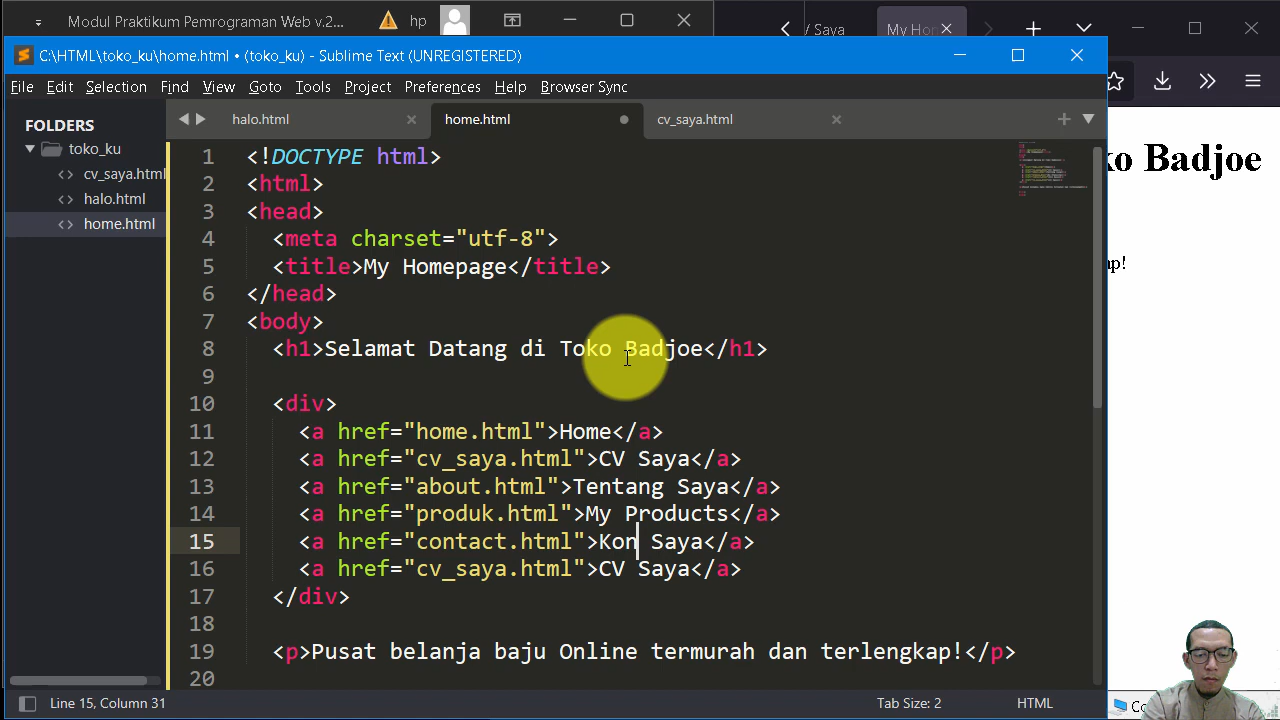 Modul Praktikum Pemrograman Web v.2...
hp
/ Saya
My Hom
C:\HTML\toko_ku\home.html • (toko_ku) - Sublime Text (UNREGISTERED)
File Edit Selection Find View Goto Tools Project Preferences Help Browser Sync
FOLDERS
toko_ku
cv_saya.html
halo.html
home.html
halo.html
home.html
cv_saya.html
1 <!DOCTYPE html>
2 <html>
3 <head>
4 <meta charset="utf-8">
5 <title>My Homepage</title>
6 </head>
7 <body>
8 <h1>Selamat Datang di Toko Badjoe</h1>
9
10 <div>
11 <a href="home.html">Home</a>
12 <a href="cv_saya.html">CV Saya</a>
13 <a href="about.html">Tentang Saya</a>
14 <a href="produk.html">My Products</a>
15 <a href="contact.html">Kon Saya</a>
16 <a href="cv_saya.html">CV Saya</a>
17 </div>
18
19 <p>Pusat belanja baju Online termurah dan terlengkap!</p>
20
ko Badjoe
ap!
Line 15, Column 31
Tab Size: 2
HTML